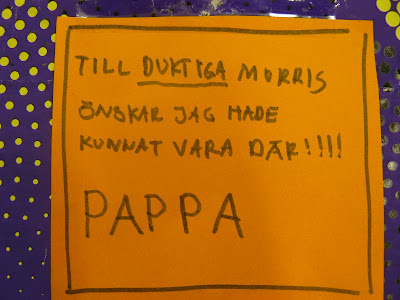 TILL DUKTIGA MORRIS
ÖNSKAR JAG HADE
KUNNAT VARA DÄR!!!!
PAPPA